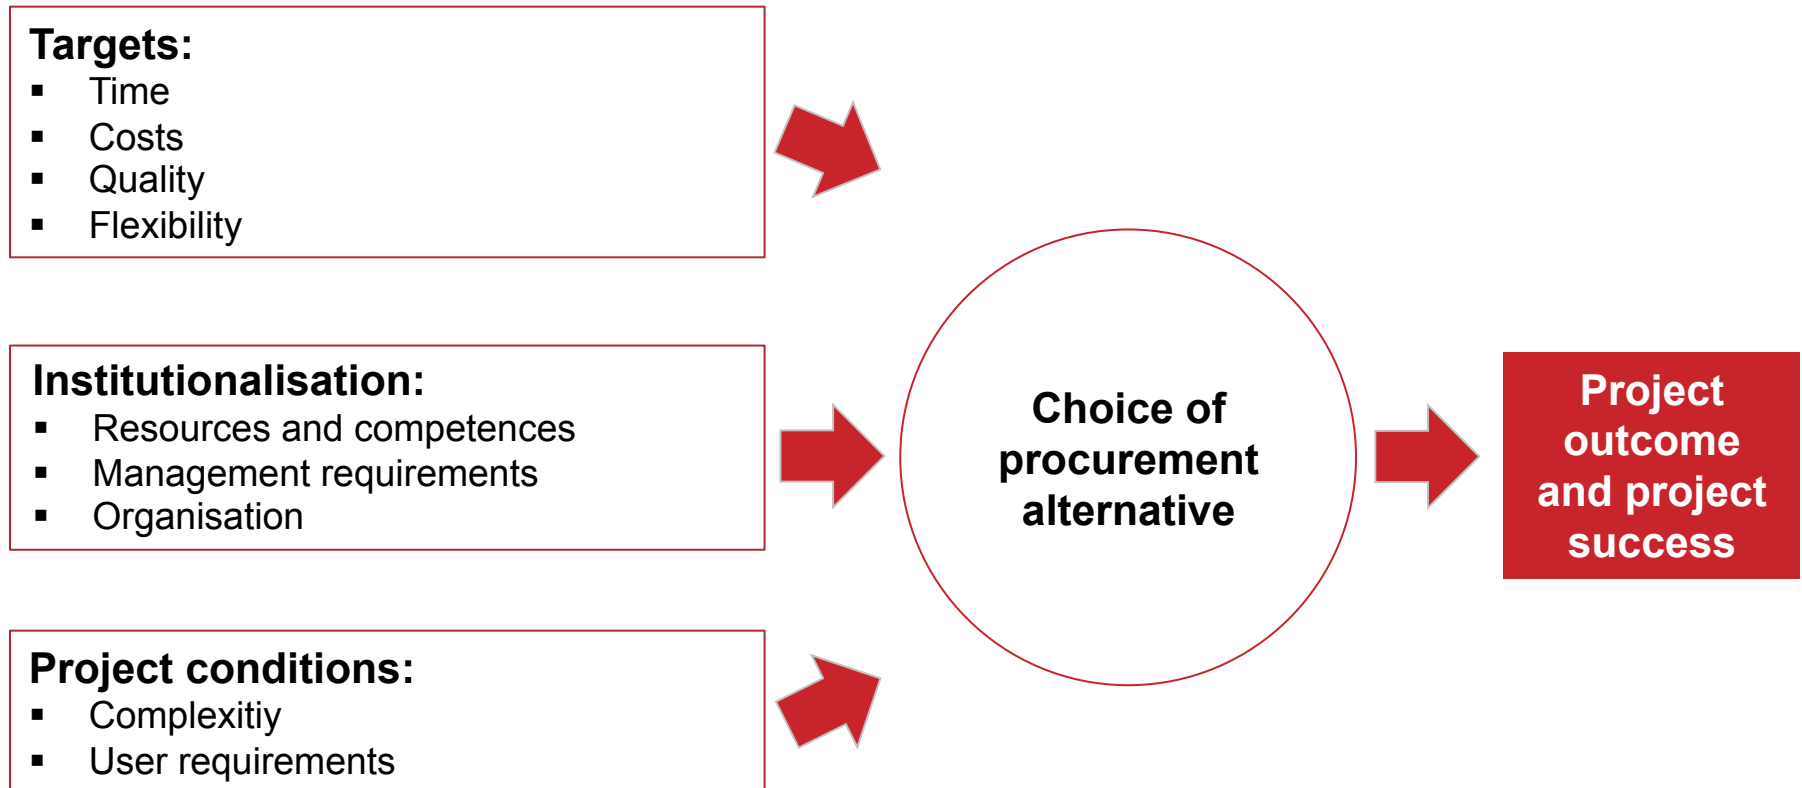 Targets:
▪ Time
▪ Costs
▪ Quality
▪ Flexibility
Institutionalisation:
▪ Resources and competences
▪ Management requirements
▪ Organisation
Project conditions:
▪ Complexitiy
▪ User requirements
Choice of
procurement
alternative
Project
outcome
and project
success